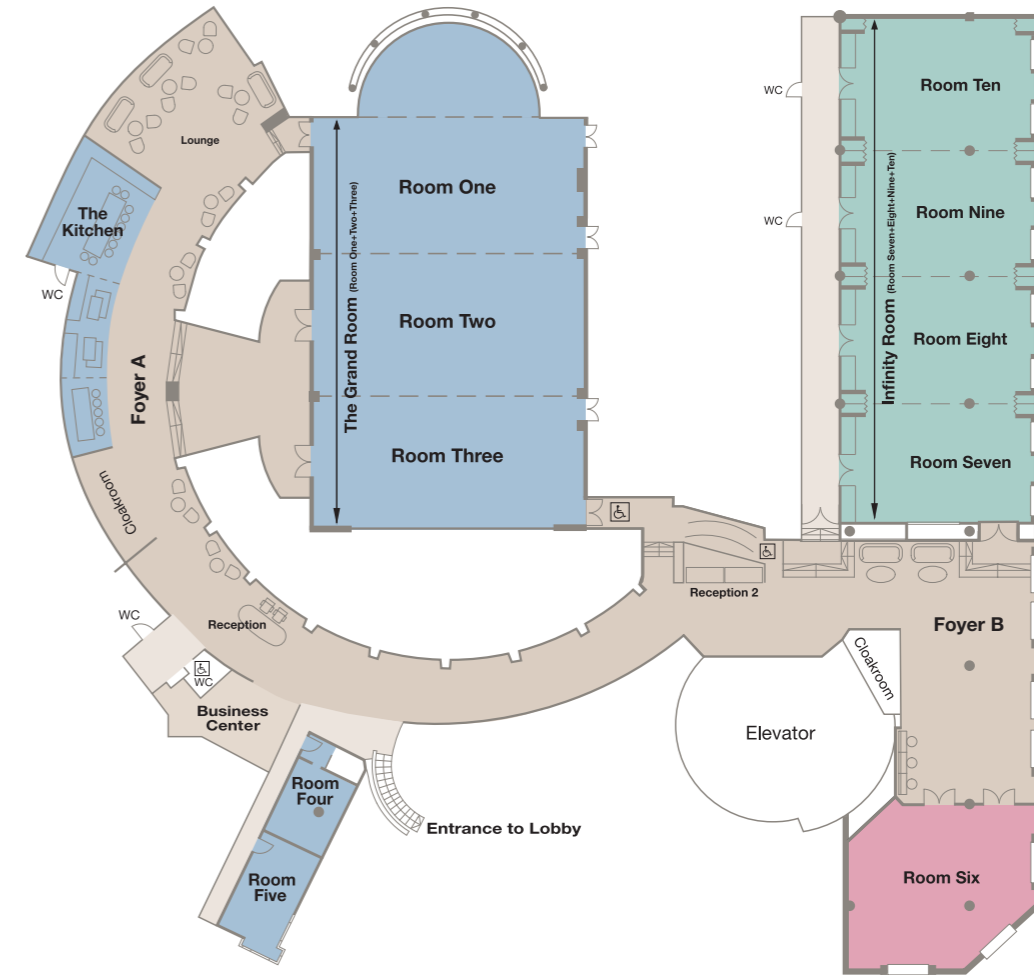 WC
Room Ten
Lounge
Room One
The
Kitchen
WC
Room Nine
WC
Foyer A
The Grand Room (Room One+Two+Three)
Room Two
Infinity Room (Room Seven+Eight+Nine+Ten)
Room Eight
Room Three
Room Seven
Cloakroom
Reception 2
WC
Reception
Foyer B
WC
Cloakroom
Business
Center
Elevator
Room
Four
Entrance to Lobby
Room
Five
Room Six